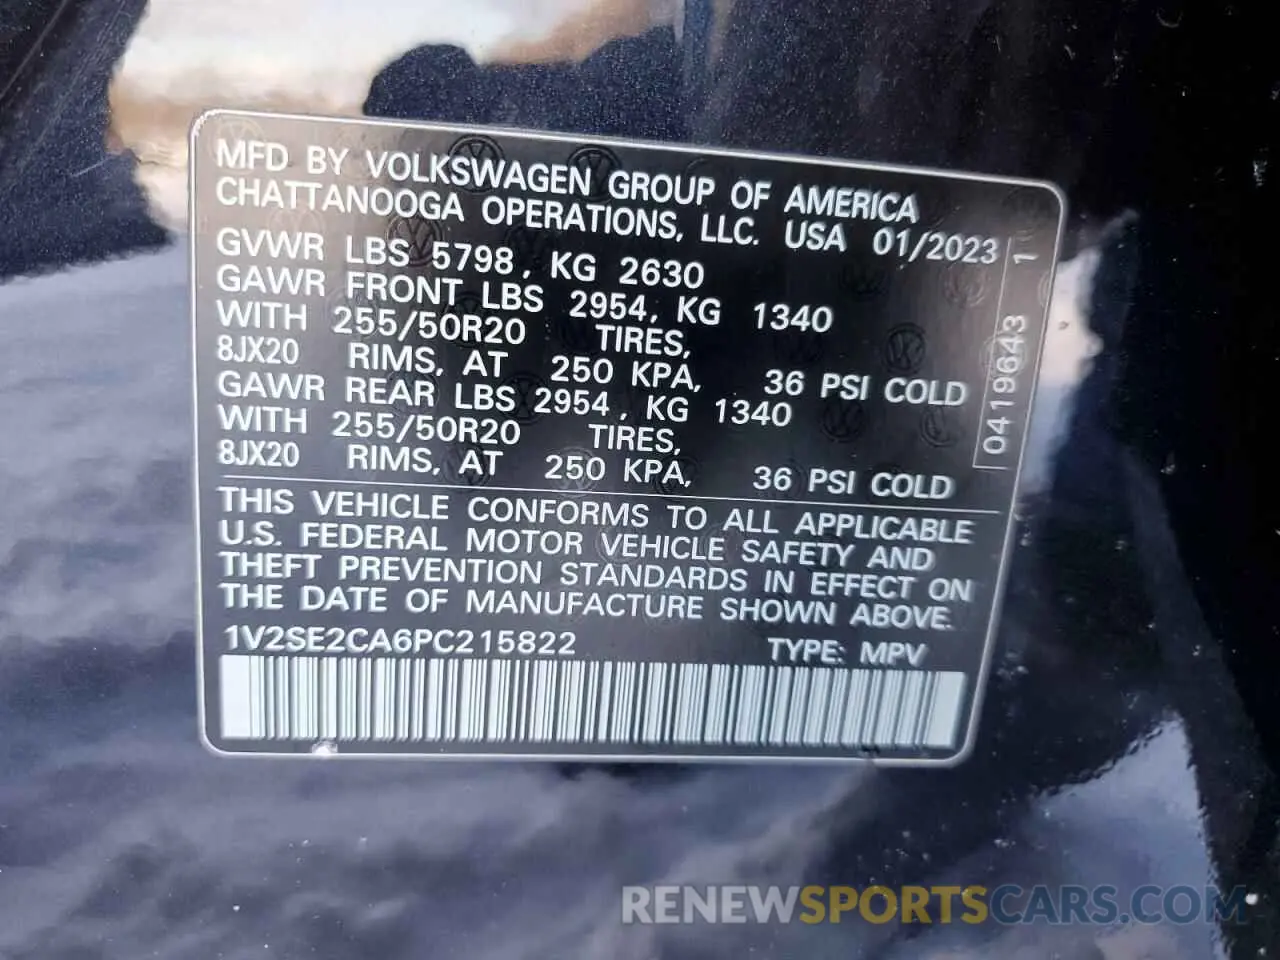 MFD BY VOLKSWAGEN GROUP OF AMERICA
CHATTANOOGA OPERATIONS, LLC. USA 01/2023
GVWR LBS 5798, KG 2630
GAWR FRONT LBS 2954, KG 1340
WITH 255/50R20 TIRES,
8JX20 RIMS, AT 250 KPA, 36 PSI COLD
GAWR REAR LBS 2954, KG 1340
WITH 255/50R20 TIRES,
8JX20 RIMS, AT 250 KPA, 36 PSI COLD
0419643
THIS VEHICLE CONFORMS TO ALL APPLICABLE
U.S. FEDERAL MOTOR VEHICLE SAFETY AND
THEFT PREVENTION STANDARDS IN EFFECT ON
THE DATE OF MANUFACTURE SHOWN ABOVE.
1V2SE2CA6PC215822 TYPE: MPV
RENEWSPORTSCARS.COM